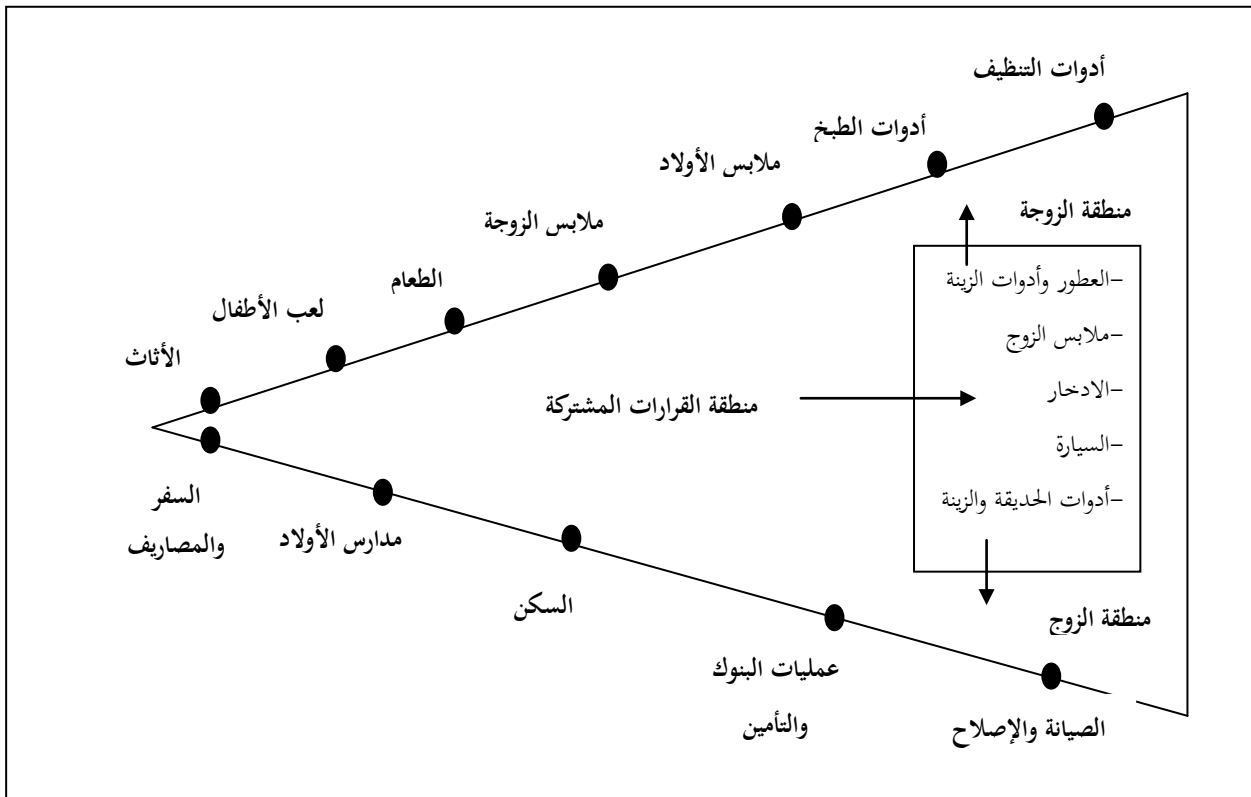 أدوات التنظيف
أدوات الطبخ
ملابس الأولاد
ملابس الزوجة
الطعام
لعب الأطفال
الأثاث
منطقة الزوجة
-العطور وأدوات الزينة
-ملابس الزوج
-الادخار
-السيارة
-أدوات الحديقة والزينة
منطقة القرارات المشتركة
منطقة الزوج
السفر
والمصاريف
مدارس الأولاد
السكن
عمليات البنوك
والتأمين
الصيانة والإصلاح